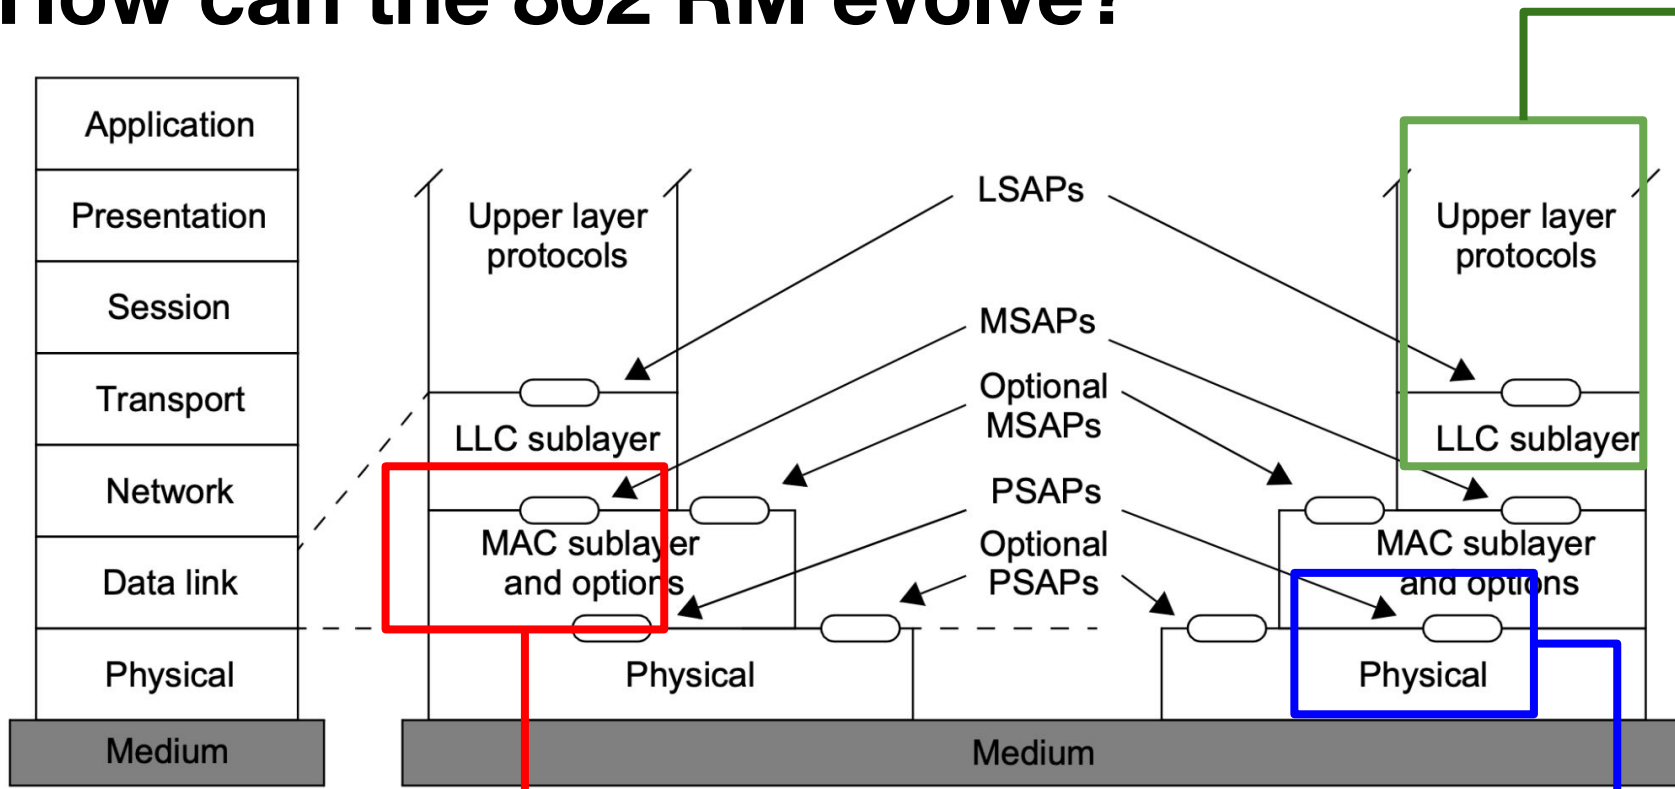 How can the 802 RM evolve?
Application
Presentation
Session
Transport
Network
Data link
Physical
Medium
Upper layer
protocols
LLC sublayer
MAC sublayer
and options
Physical
LSAPs
MSAPs
Optional
MSAPs
PSAPs
Optional
PSAPs
Upper layer
protocols
LLC sublayer
MAC sublayer
and options
Physical
Medium